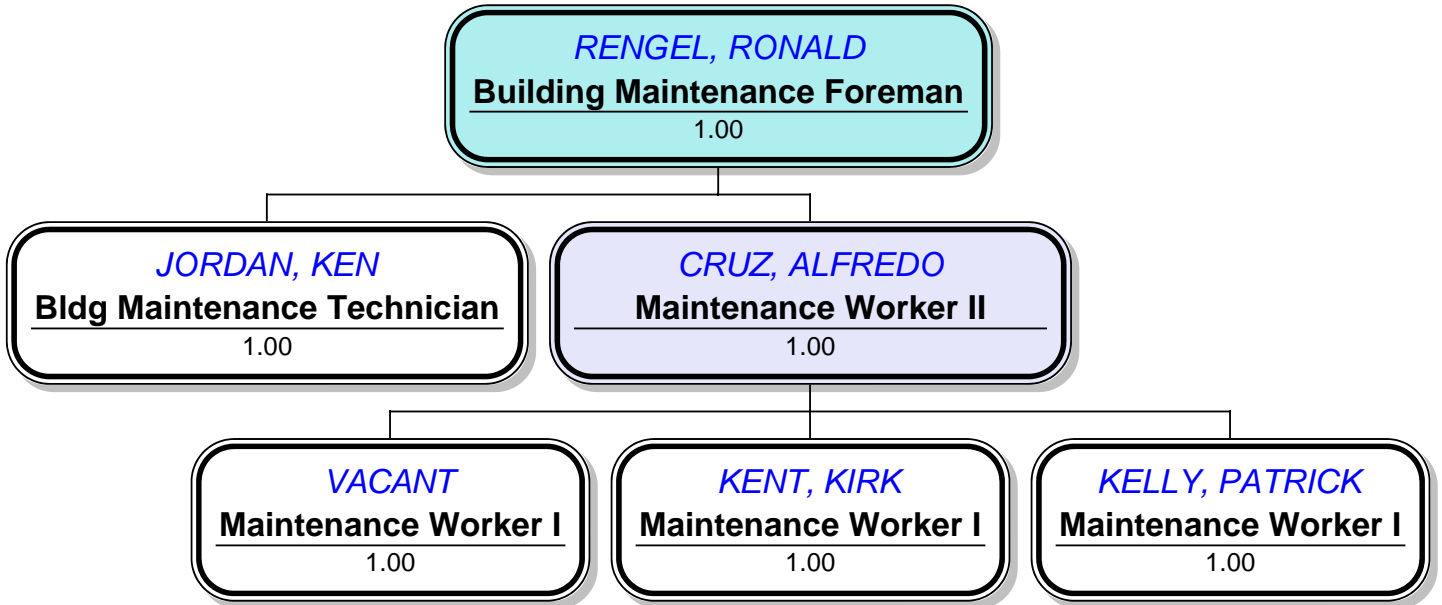 RENGEL, RONALD
Building Maintenance Foreman
1.00
JORDAN, KEN
Bldg Maintenance Technician
1.00
CRUZ, ALFREDO
Maintenance Worker II
1.00
VACANT
Maintenance Worker I
1.00
KENT, KIRK
Maintenance Worker I
1.00
KELLY, PATRICK
Maintenance Worker I
1.00